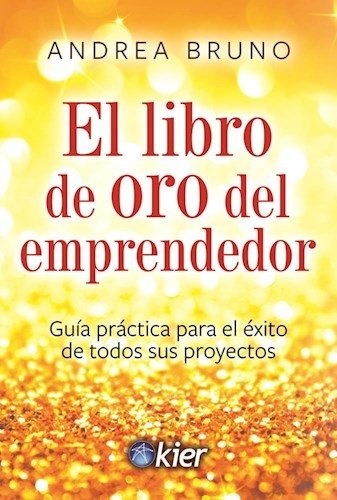 ANDREA BRUNO
El libro
de oro del
emprendedor
Guía práctica para el éxito
de todos sus proyectos
kier